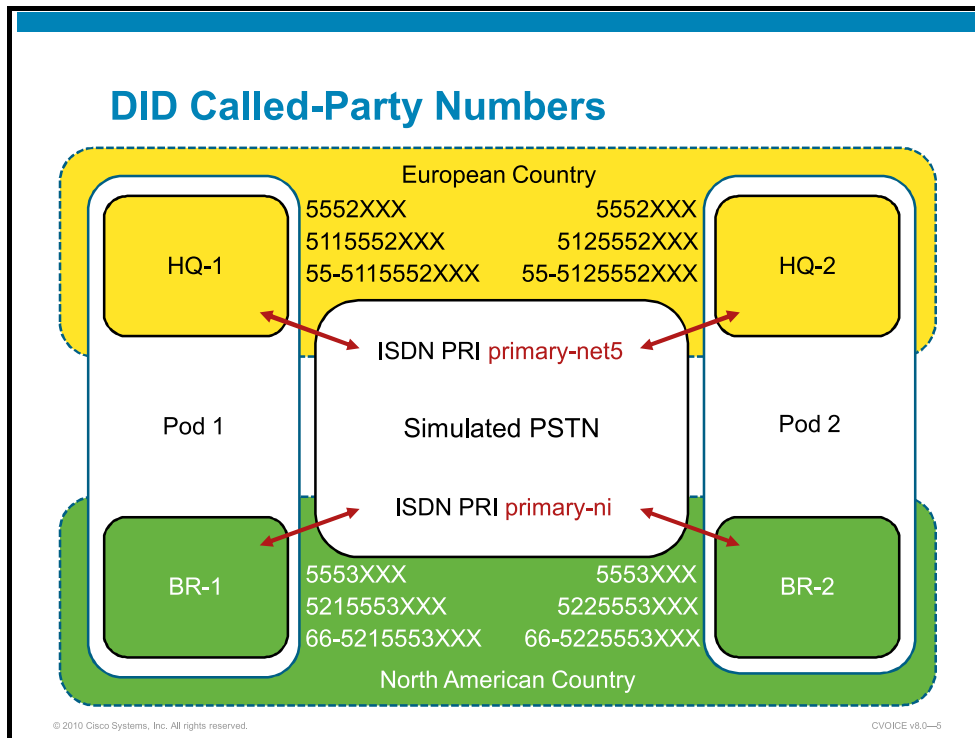 DID Called-Party Numbers
European Country
5552XXX 5552XXX
5115552XXX 5125552XXX
55-5115552XXX 55-5125552XXX
HQ-1 HQ-2
ISDN PRI primary-net5
Pod 1 Simulated PSTN Pod 2
ISDN PRI primary-ni
BR-1 BR-2
5553XXX 5553XXX
5215553XXX 5225553XXX
66-5215553XXX 66-5225553XXX
North American Country
© 2010 Cisco Systems, Inc. All rights reserved. CVOICE v8.0—5